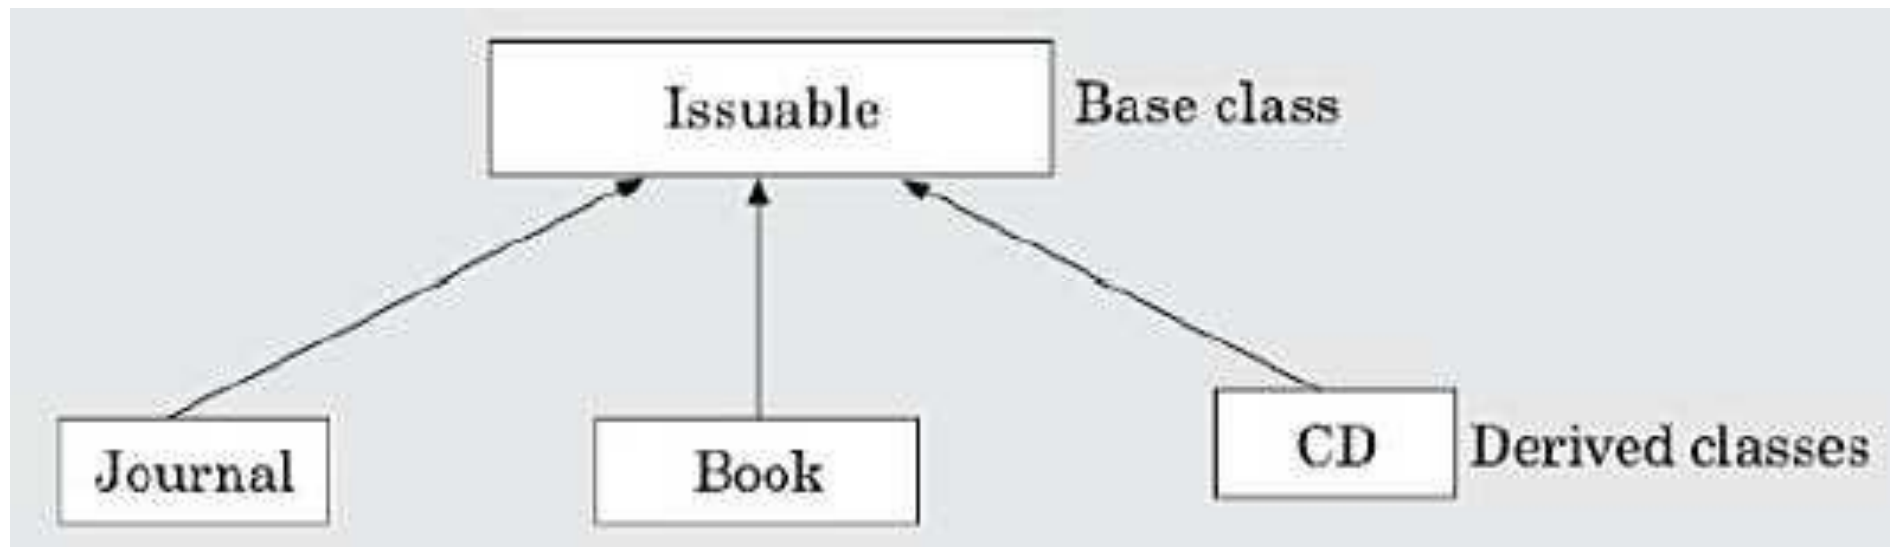 Issuable
Base class
Journal
Book
CD
Derived classes